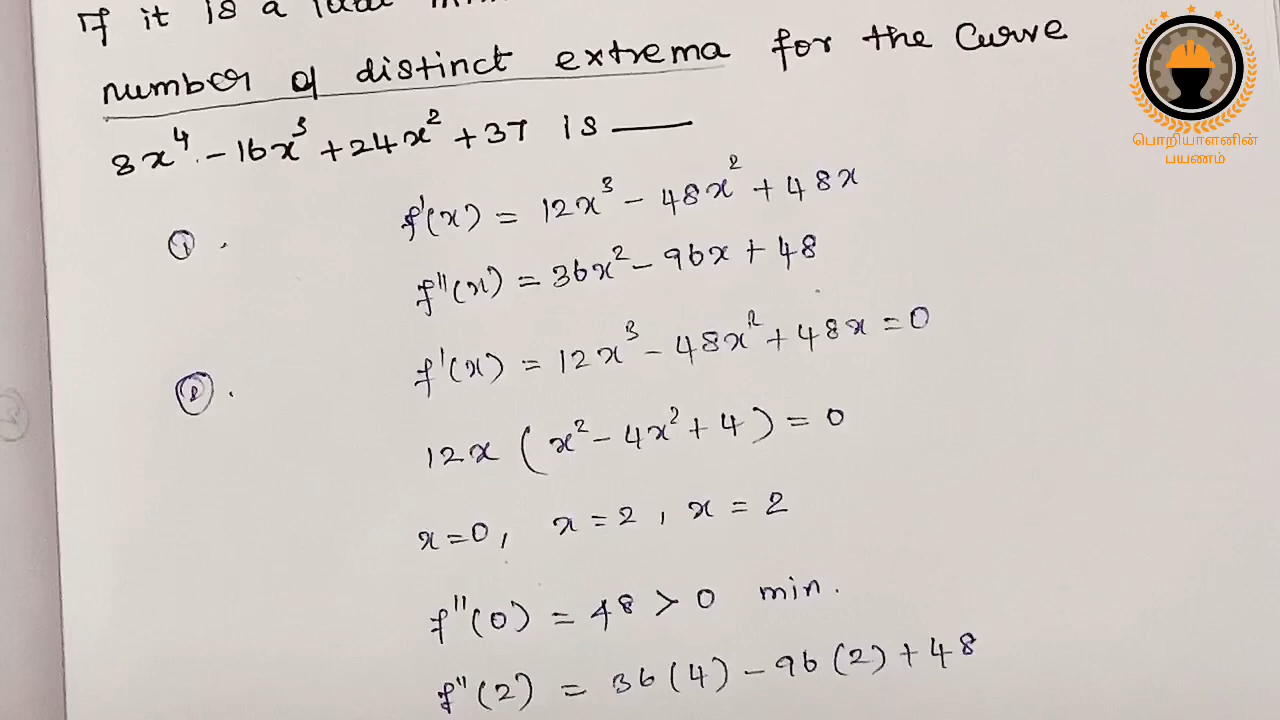 If it is a
number of distinct extrema for the curve
3x⁴ - 16x³ + 24x² + 37 is ——
① . f'(x) = 12x³ - 48x² + 48x
f''(x) = 36x² - 96x + 48
② . f'(x) = 12x³ - 48x² + 48x = 0
12x (x² - 4x² + 4) = 0
x=0, x = 2, x = 2
f''(0) = 48 > 0 min.
f''(2) = 36(4) - 96(2) + 48
பொறியாளனின்
பயணம்